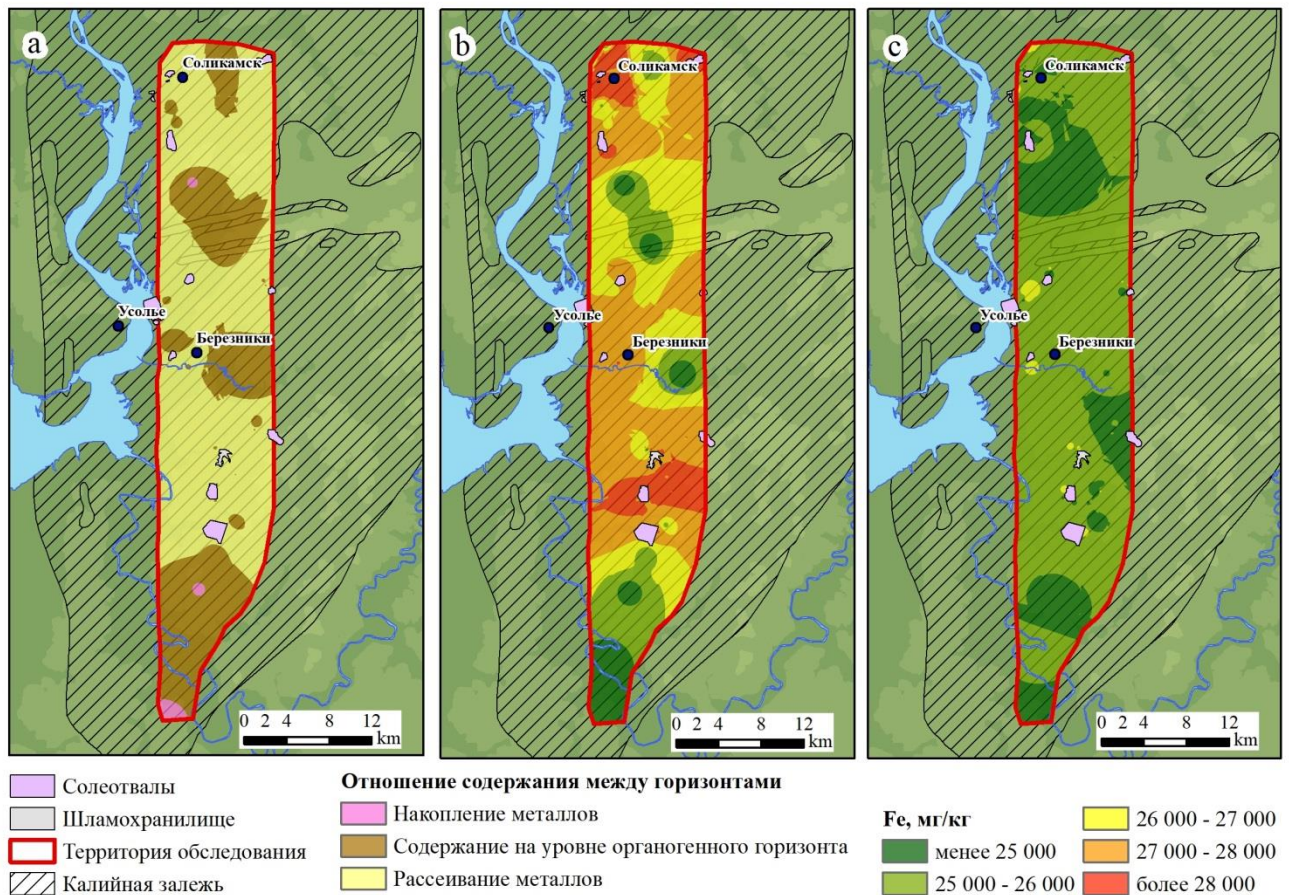 a
Соликамск
Усолье
Березники
0 2 4 8 12
km
b
Соликамск
Усолье
Березники
0 2 4 8 12
km
c
Соликамск
Усолье
Березники
0 2 4 8 12
km
Солеотвалы
Шламохранилище
Территория обследования
Калийная залежь
Отношение содержания между горизонтами
Накопление металлов
Содержание на уровне органогенного горизонта
Рассеивание металлов
Fe, мг/кг
менее 25 000
25 000 - 26 000
26 000 - 27 000
27 000 - 28 000
более 28 000